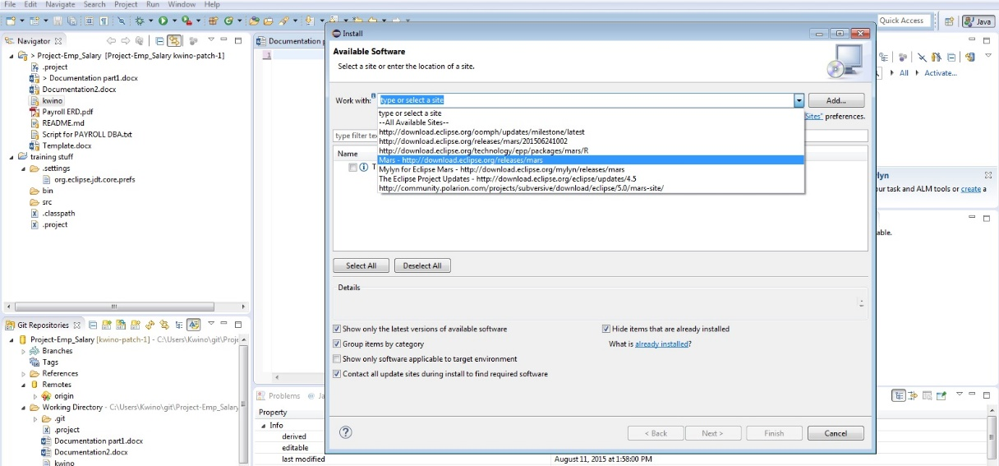 File Edit Navigate Search Project Run Window Help
Quick Access
Java
Navigator
> Project-Emp_Salary [Project-Emp_Salary kwino-patch-1]
.project
> Documentation part1.docx
Documentation2.docx
kwino
Payroll ERD.pdf
README.md
Script for PAYROLL DBA.txt
Template.docx
training stuff
.settings
org.eclipse.jdt.core.prefs
bin
src
.classpath
.project
Git Repositories
Project-Emp_Salary [kwino-patch-1] - C:\Users\Kwino\git\Proje
Branches
Tags
References
Remotes
origin
Working Directory - C:\Users\Kwino\git\Project-Emp_Salary
.git
.project
Documentation part1.docx
Documentation2.docx
kwino
Documentation p
1
Install
Available Software
Select a site or enter the location of a site.
Work with: type or select a site
Add...
type or select a site
--All Available Sites--
http://download.eclipse.org/oomph/updates/milestone/latest
http://download.eclipse.org/releases/mars/201506241002
http://download.eclipse.org/technology/epp/packages/mars/R
Mars - http://download.eclipse.org/releases/mars
Mylyn for Eclipse Mars - http://download.eclipse.org/mylyn/releases/mars
The Eclipse Project Updates - http://download.eclipse.org/eclipse/updates/4.5
http://community.polarion.com/projects/subversive/download/eclipse/5.0/mars-site/
Sites" preferences.
type filter te
Name
T
Select All
Deselect All
Details
Show only the latest versions of available software
Hide items that are already installed
Group items by category
What is already installed?
Show only software applicable to target environment
Contact all update sites during install to find required software
?
< Back
Next >
Finish
Cancel
All
Activate...
lyn
our task and ALM tools or create a
able.
Problems @ Ja
Property
Info
derived
editable
last modified
August 11, 2015 at 1:58:00 PM